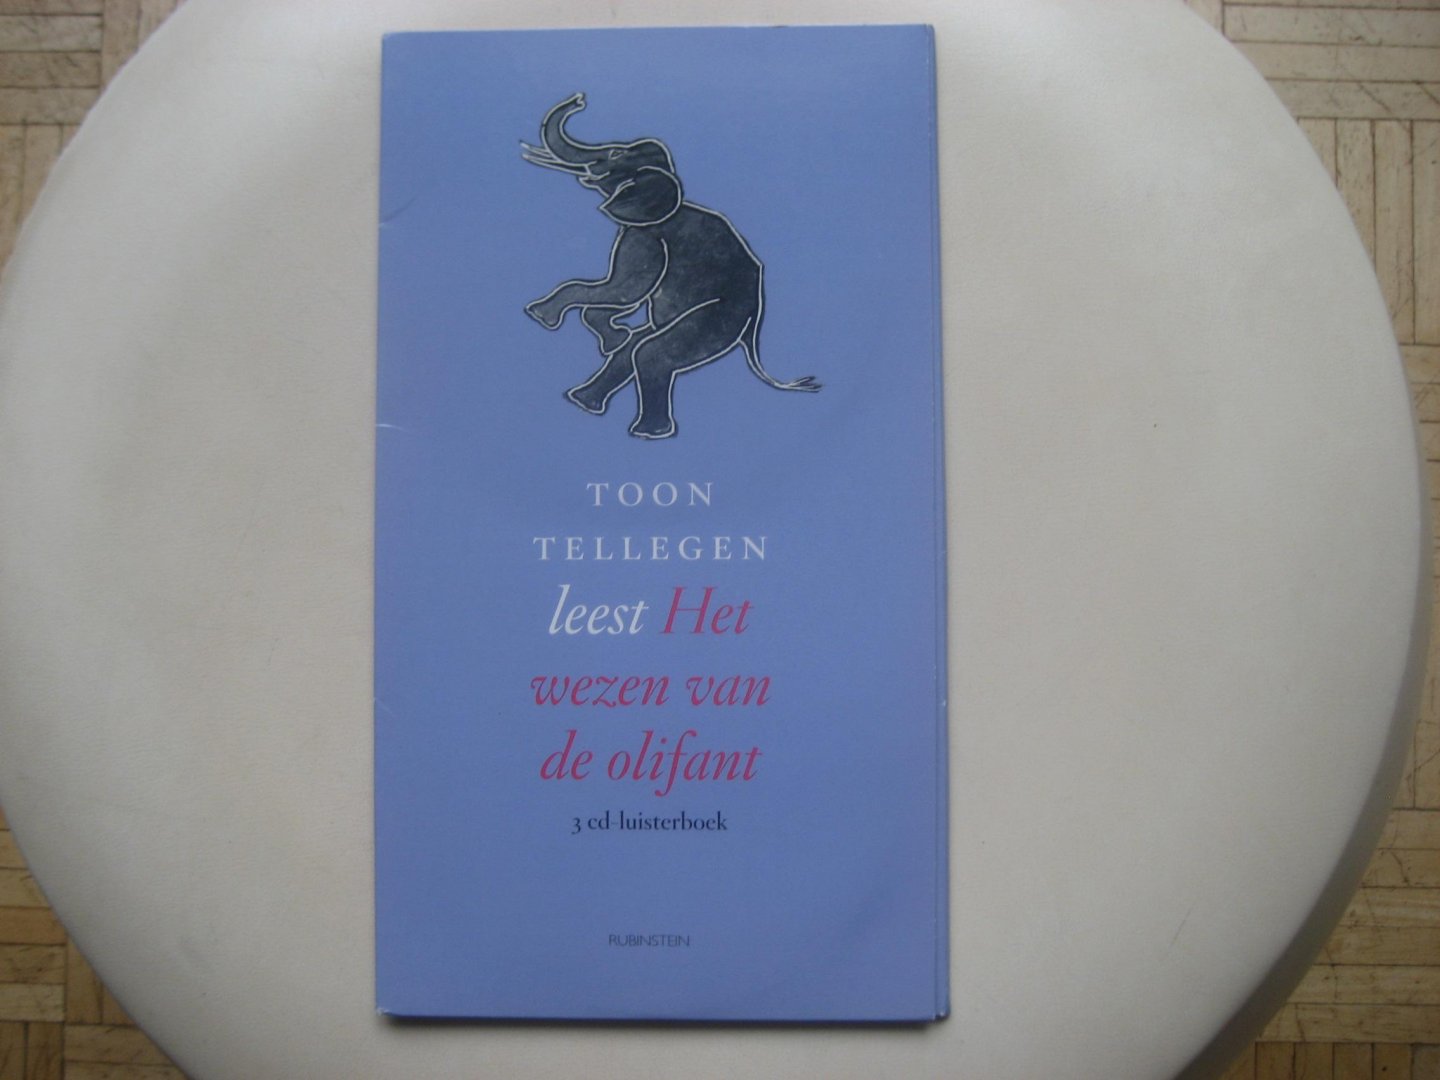 TOON
TELLEGEN
leest Het
wezen van
de olifant
3 cd-luisterboek
RUBINSTEIN